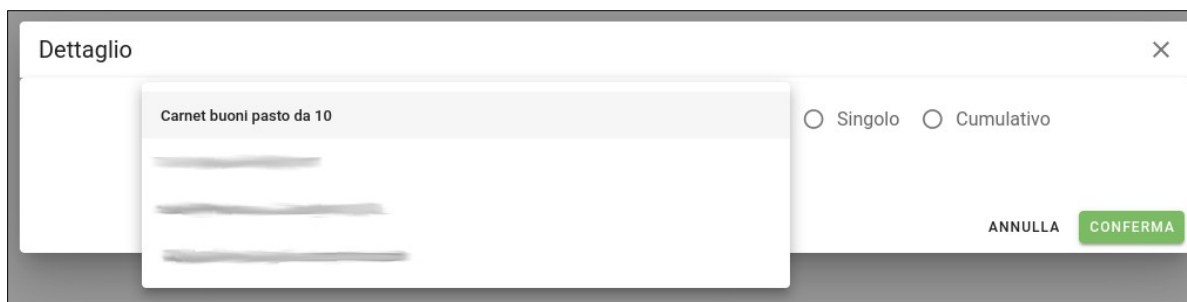 Dettaglio
Carnet buoni pasto da 10
Singolo Cumulativo
ANNULLA CONFERMA